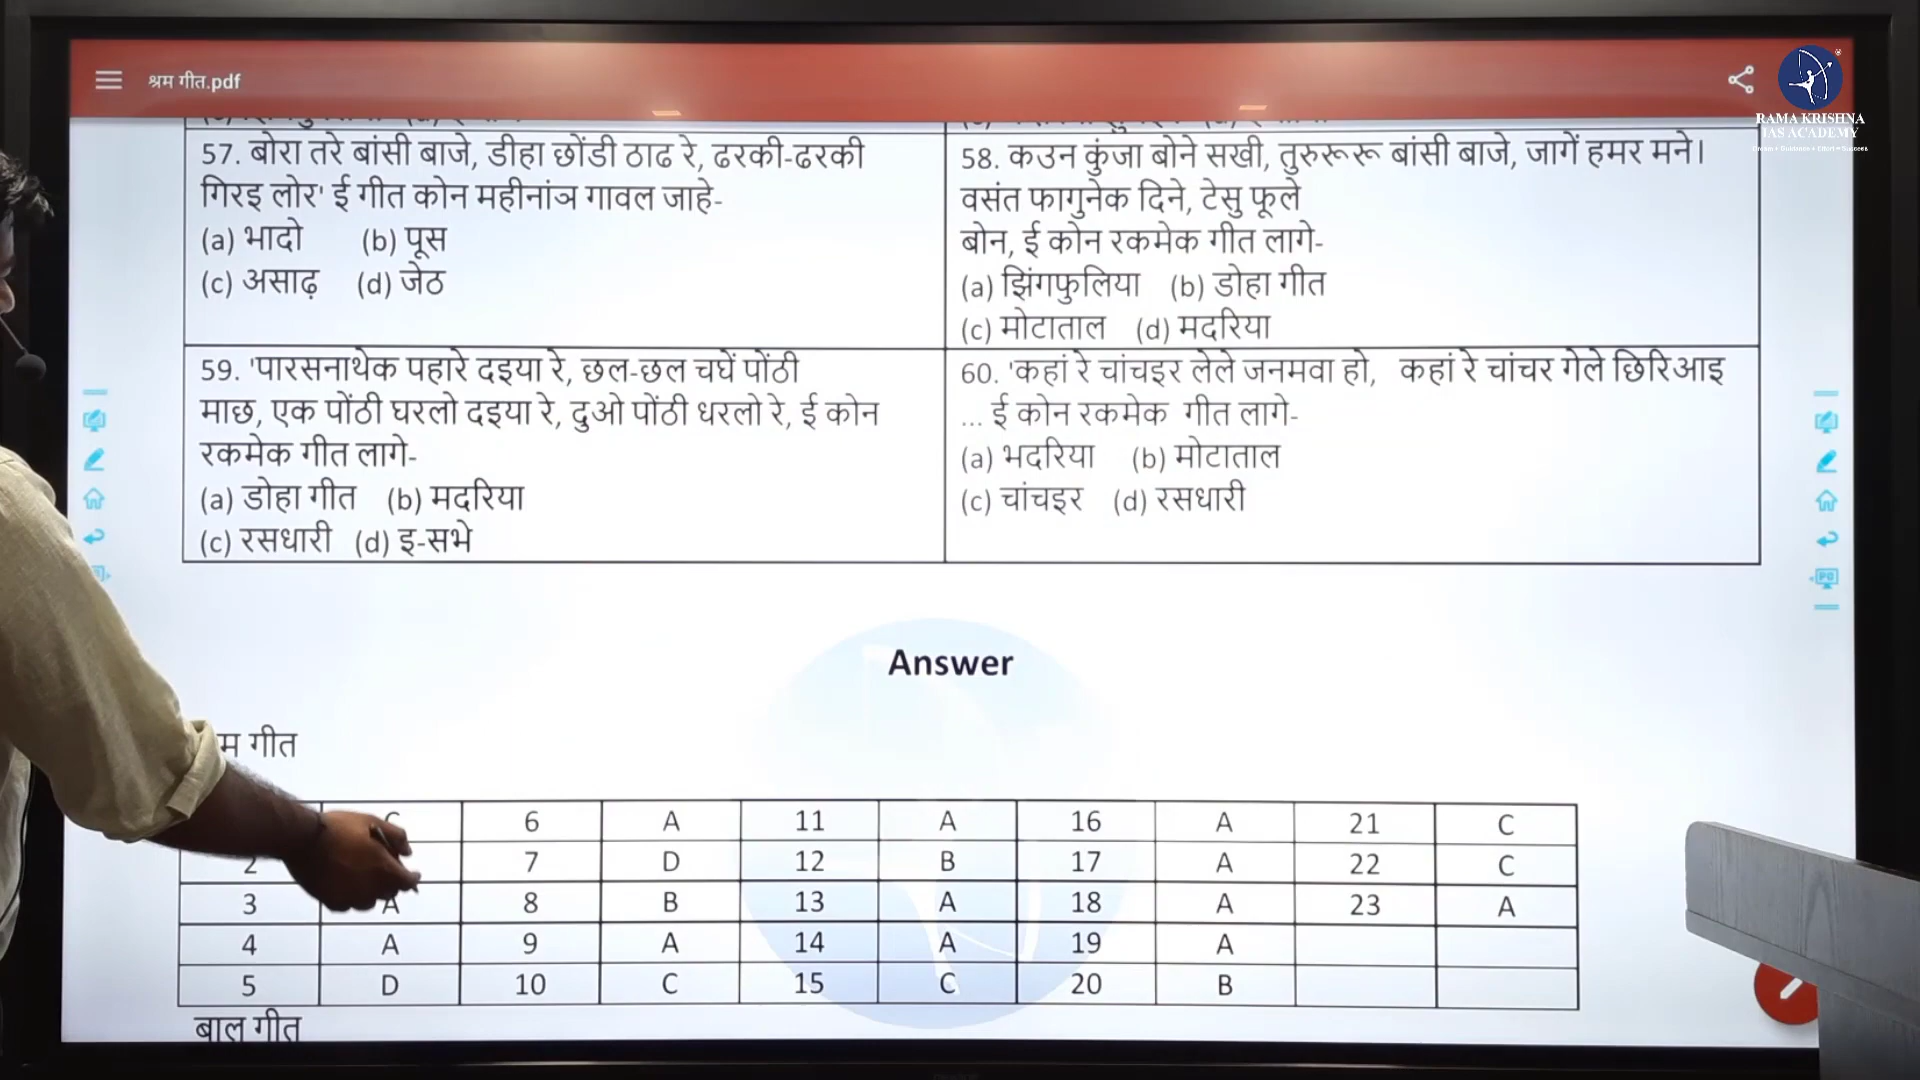 श्रम गीत.pdf
RAMA KRISHNA
IAS ACADEMY
57. बोरा तरे बांसी बाजे, डीहा छोंडी ठाढ रे, ढरकी-ढरकी
गिरइ लोर' ई गीत कोन महीनांञ गावल जाहे-
(a) भादो (b) पूस
(c) असाढ़ (d) जेठ
58. कउन कुंजा बोने सखी, तुरुरूरू बांसी बाजे, जागें हमर मने।
वसंत फागुनेक दिने, टेसु फूले
बोन, ई कोन रकमेक गीत लागे-
(a) झिंगफुलिया (b) डोहा गीत
(c) मोटाताल (d) मदरिया
59. 'पारसनाथेक पहारे दइया रे, छल-छल चघें पोंठी
माछ, एक पोंठी घरलो दइया रे, दुओ पोंठी धरलो रे, ई कोन
रकमेक गीत लागे-
(a) डोहा गीत (b) मदरिया
(c) रसधारी (d) इ-सभे
60. 'कहां रे चांचइर लेले जनमवा हो, कहां रे चांचर गेले छिरिआइ
... ई कोन रकमेक गीत लागे-
(a) भदरिया (b) मोटाताल
(c) चांचइर (d) रसधारी
Answer
म गीत
C 6 A 11 A 16 A 21 C
2 7 D 12 B 17 A 22 C
3 A 8 B 13 A 18 A 23 A
4 A 9 A 14 A 19 A
5 D 10 C 15 C 20 B
बाल गीत